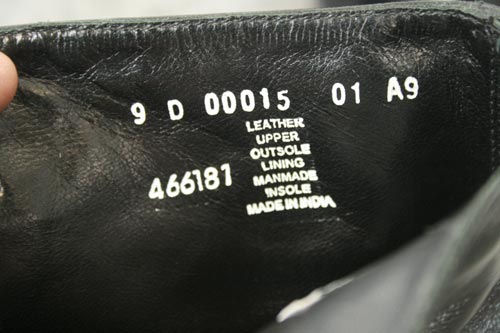 9 D 00015 01 A9
LEATHER
UPPER
OUTSOLE
LINING
466181 MANMADE
INSOLE
MADE IN INDIA